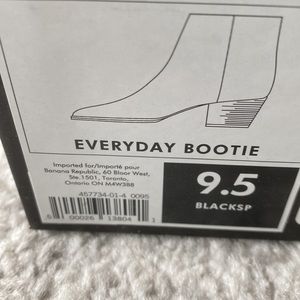 EVERYDAY BOOTIE
Imported for/Importé pour
Banana Republic, 60 Bloor West,
Ste.1501, Toronto,
Ontario ON M4W3B8
457734-01-4 0095
5 00026 13804 1
9.5
BLACKSP